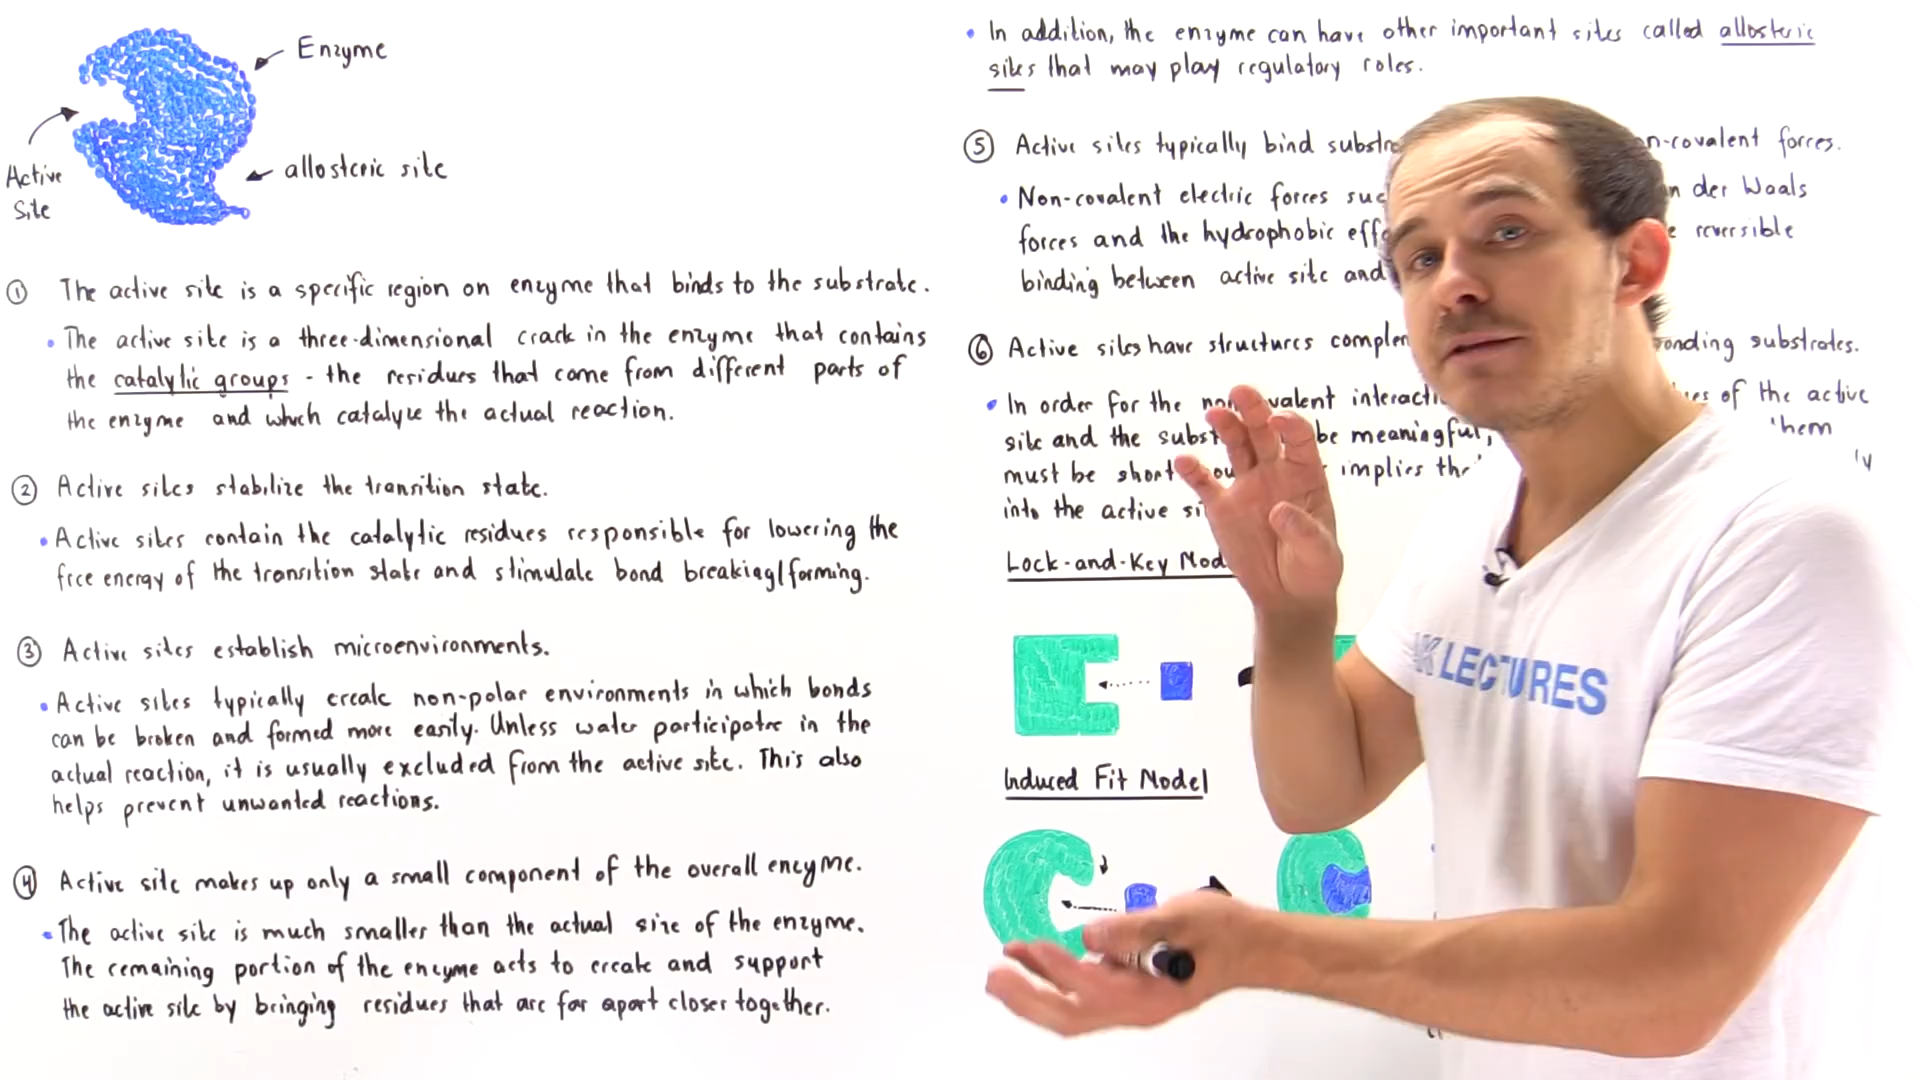 Enzyme
Active
Site
allosteric site
① The active site is a specific region on enzyme that binds to the substrate.
• The active site is a three-dimensional crack in the enzyme that contains
the catalytic groups - the residues that come from different parts of
the enzyme and which catalyze the actual reaction.
② Active sites stabilize the transition state.
• Active sites contain the catalytic residues responsible for lowering the
free energy of the transition state and stimulate bond breaking/forming.
③ Active sites establish microenvironments.
• Active sites typically create non-polar environments in which bonds
can be broken and formed more easily. Unless water participates in the
actual reaction, it is usually excluded from the active site. This also
helps prevent unwanted reactions.
④ Active site makes up only a small component of the overall enzyme.
• The active site is much smaller than the actual size of the enzyme.
The remaining portion of the enzyme acts to create and support
the active site by bringing residues that are far apart closer together.
• In addition, the enzyme can have other important sites called allosteric
sites that may play regulatory roles.
⑤ Active sites typically bind substr n-covalent forces.
• Non-covalent electric forces suc n der Waals
forces and the hydrophobic eff reversible
binding between active site and
⑥ Active sites have structures complem onding substrates.
• In order for the non valent interacti of the active
site and the subst be meaningful, them
must be short implies the
into the active si
Lock-and-Key Mod
Induced Fit Model
AK LECTURES